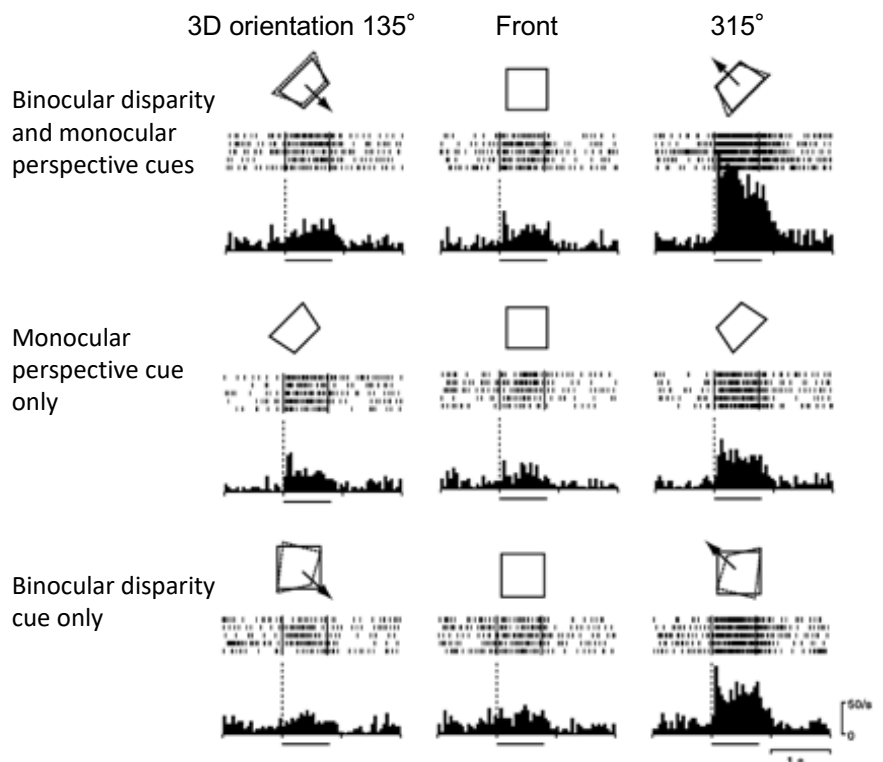 3D orientation 135° Front 315°
Binocular disparity
and monocular
perspective cues
Monocular
perspective cue
only
Binocular disparity
cue only
50/s
0
1 s